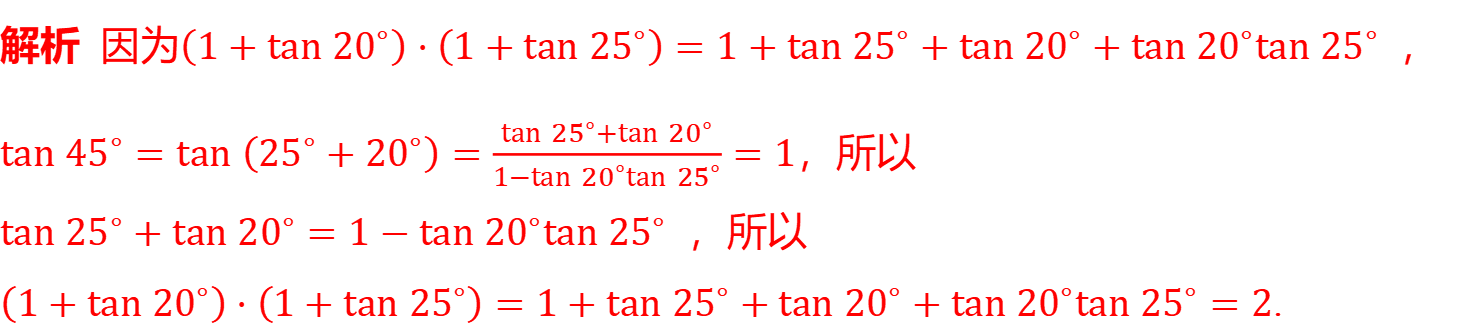 解析 因为(1 + tan 20°) · (1 + tan 25°) = 1 + tan 25° + tan 20° + tan 20°tan 25° ，
tan 45° = tan (25° + 20°) = \frac{tan 25°+tan 20°}{1−tan 20°tan 25°} = 1，所以
tan 25° + tan 20° = 1 − tan 20°tan 25° ，所以
(1 + tan 20°) · (1 + tan 25°) = 1 + tan 25° + tan 20° + tan 20°tan 25° = 2.